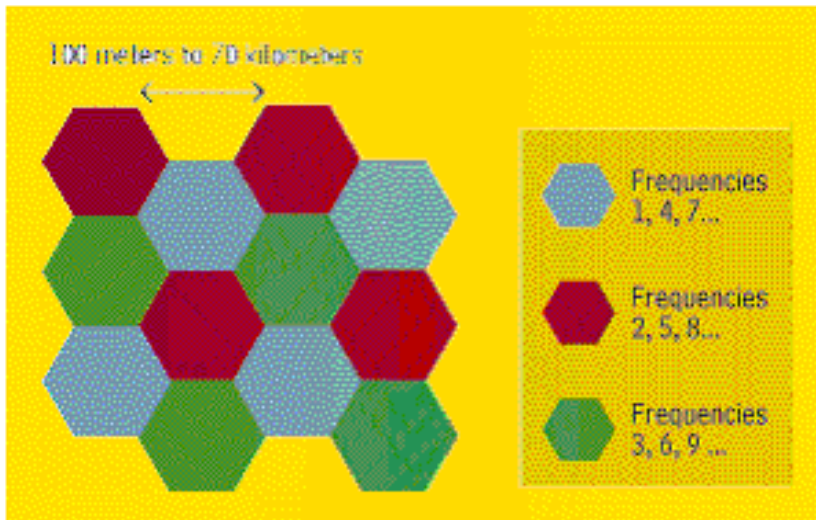 100 meters to 70 kilometers
Frequencies
1, 4, 7...
Frequencies
2, 5, 8...
Frequencies
3, 6, 9 ...